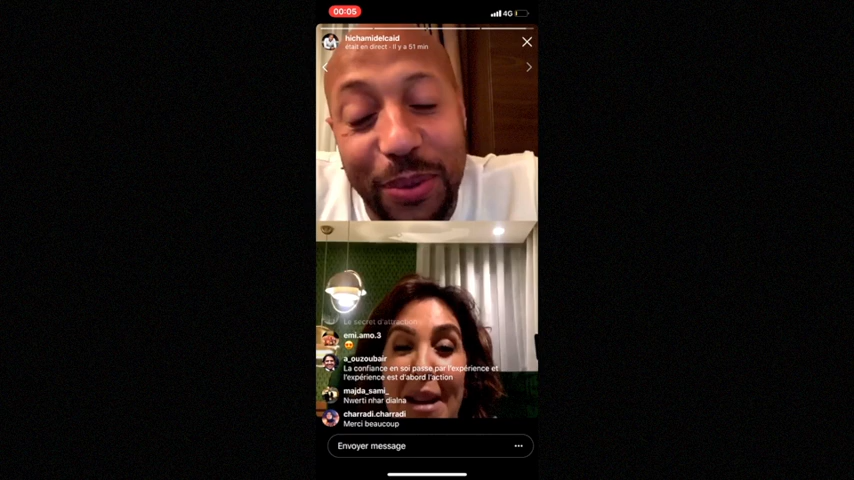 00:05
4G
hichamidelcaid
était en direct · Il y a 51 min
Le secret d'attraction
emi.amo.3
a_ouzoubair
La confiance en soi passe par l'expérience et
l'expérience est d'abord l'action
majda_sami_
Nwerti nhar dialna
charradi.charradi
Merci beaucoup
Envoyer message